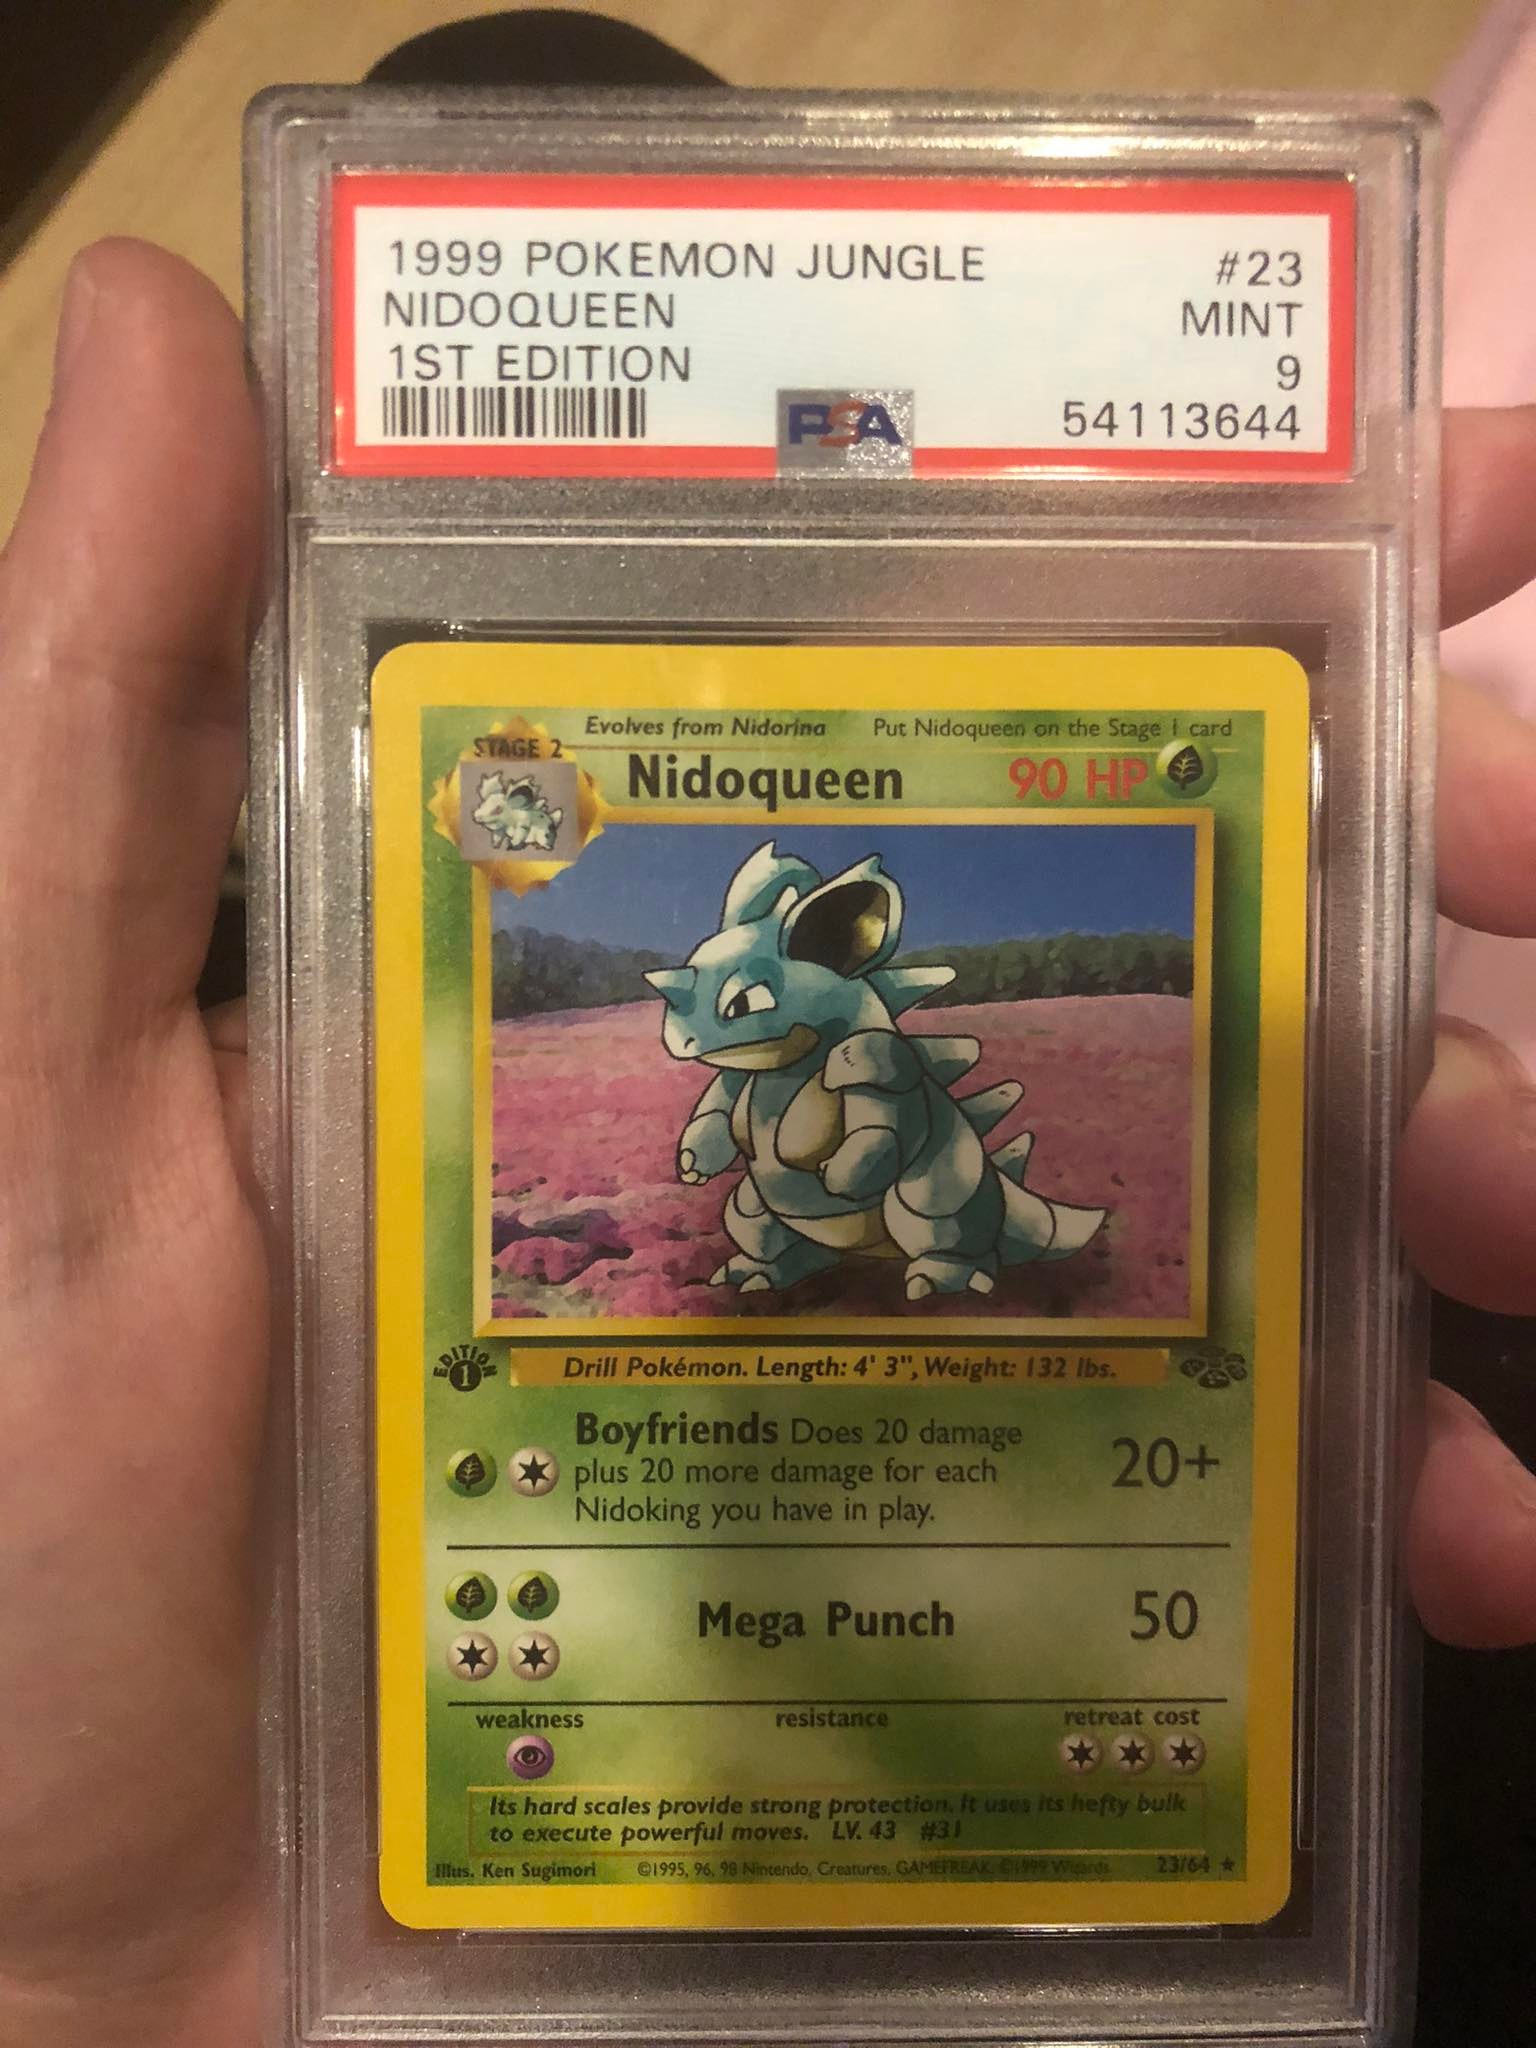 1999 POKEMON JUNGLE #23
NIDOQUEEN MINT
1ST EDITION 9
PSA 54113644
Evolves from Nidorina Put Nidoqueen on the Stage 1 card
STAGE 2
Nidoqueen 90 HP
EDITION 1
Drill Pokémon. Length: 4' 3", Weight: 132 lbs.
Boyfriends Does 20 damage
plus 20 more damage for each
Nidoking you have in play.
20+
Mega Punch 50
weakness resistance retreat cost
Its hard scales provide strong protection. It uses its hefty bulk
to execute powerful moves. LV. 43 #31
Illus. Ken Sugimori ©1995, 96, 98 Nintendo, Creatures, GAMEFREAK. ©1999 Wizards. 23/64 ★